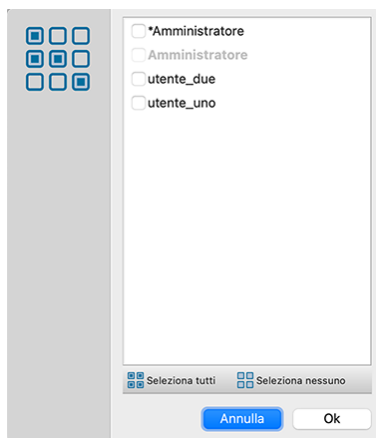 *Amministratore
Amministratore
utente_due
utente_uno
Seleziona tutti Seleziona nessuno
Annulla Ok